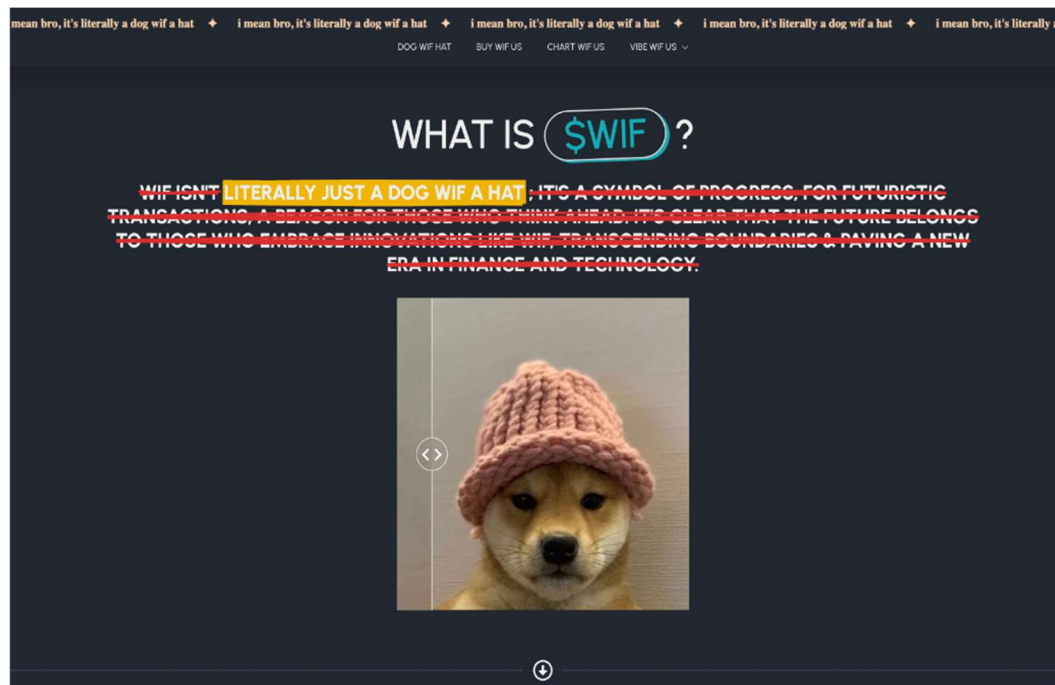 mean bro, it's literally a dog wif a hat ✦ i mean bro, it's literally a dog wif a hat ✦ i mean bro, it's literally a dog wif a hat ✦ i mean bro, it's literally a dog wif a hat ✦ i mean bro, it's literally
DOG WIF HAT BUY WIF US CHART WIF US VIBE WIF US
WHAT IS $WIF ?
WIF ISN'T LITERALLY JUST A DOG WIF A HAT ; IT'S A SYMBOL OF PROGRESS, FOR FUTURISTIC
TRANSACTIONS, A BEACON FOR THOSE WHO THINK AHEAD. IT'S CLEAR THAT THE FUTURE BELONGS
TO THOSE WHO EMBRACE INNOVATIONS LIKE WIF, TRANSCENDING BOUNDARIES & PAVING A NEW
ERA IN FINANCE AND TECHNOLOGY.